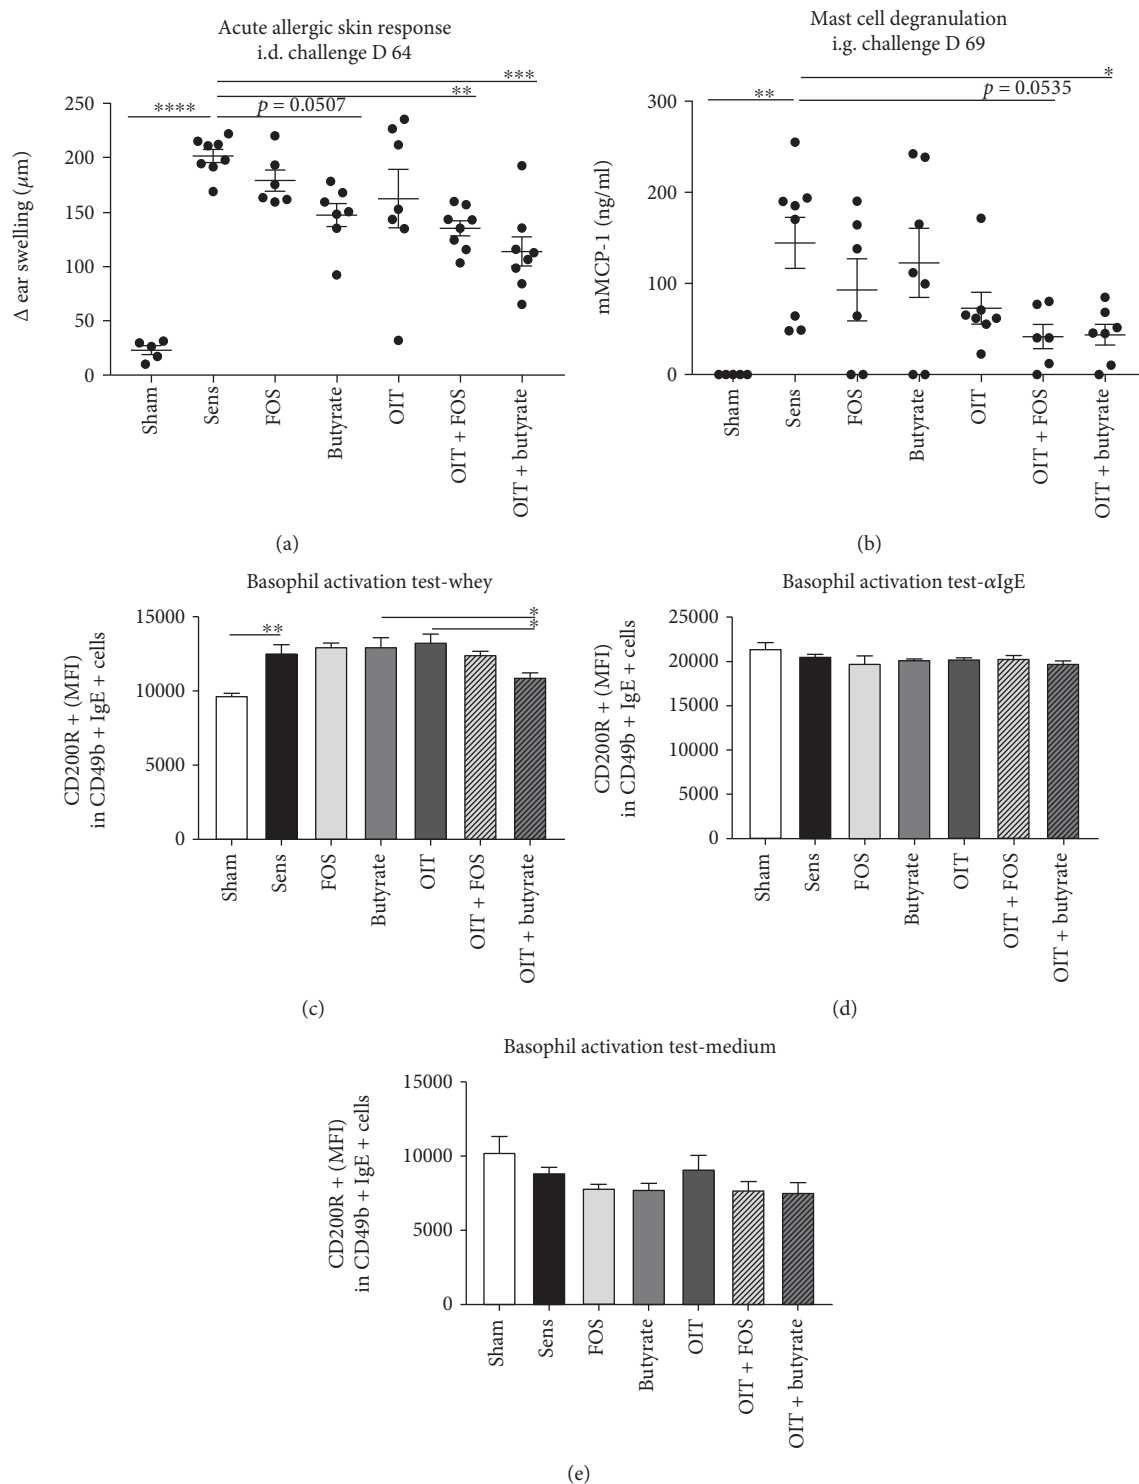 Acute allergic skin response
i.d. challenge D 64
***
**
****
p = 0.0507
250
200
150
100
50
0
Δ ear swelling (μm)
Sham
Sens
FOS
Butyrate
OIT
OIT + FOS
OIT + butyrate
(a)
Mast cell degranulation
i.g. challenge D 69
*
p = 0.0535
**
300
200
100
0
mMCP-1 (ng/ml)
Sham
Sens
FOS
Butyrate
OIT
OIT + FOS
OIT + butyrate
(b)
Basophil activation test-whey
*
*
**
15000
10000
5000
0
CD200R + (MFI)
in CD49b + IgE + cells
Sham
Sens
FOS
Butyrate
OIT
OIT + FOS
OIT + butyrate
(c)
Basophil activation test-αIgE
25000
20000
15000
10000
5000
0
CD200R + (MFI)
in CD49b + IgE + cells
Sham
Sens
FOS
Butyrate
OIT
OIT + FOS
OIT + butyrate
(d)
Basophil activation test-medium
15000
10000
5000
0
CD200R + (MFI)
in CD49b + IgE + cells
Sham
Sens
FOS
Butyrate
OIT
OIT + FOS
OIT + butyrate
(e)